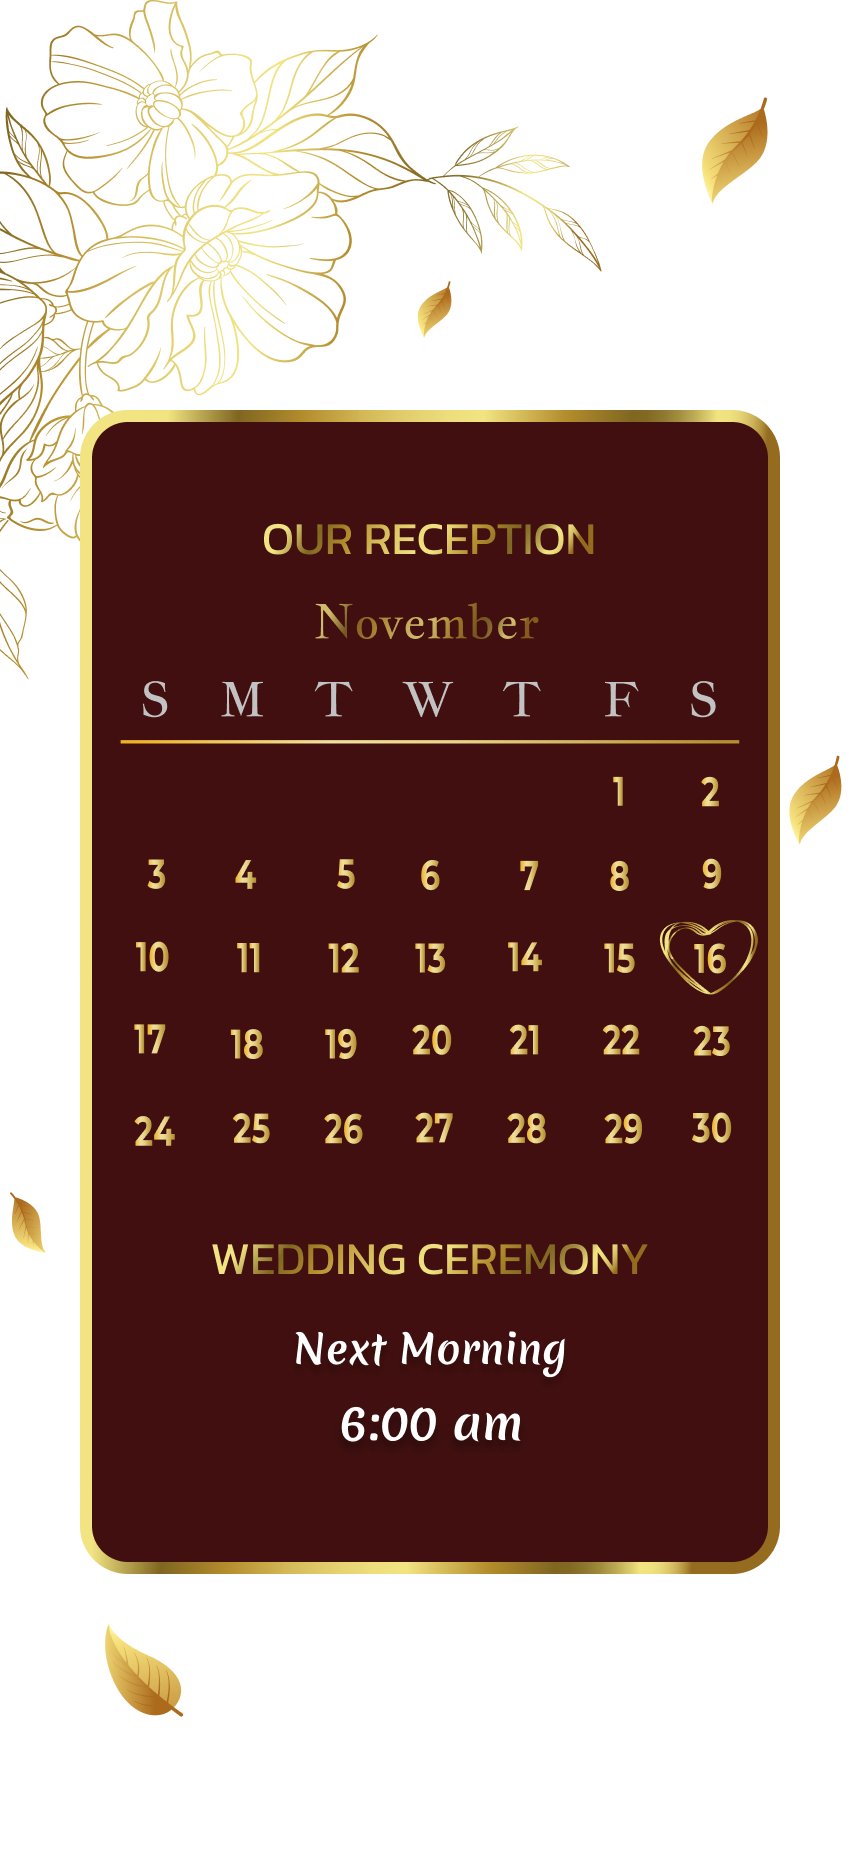 OUR RECEPTION
November
S M T W T F S
1 2
3 4 5 6 7 8 9
10 11 12 13 14 15 16
17 18 19 20 21 22 23
24 25 26 27 28 29 30
WEDDING CEREMONY
Next Morning
6:00 am